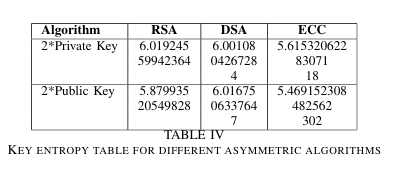 Algorithm RSA DSA ECC
2*Private Key 6.019245 6.00108 5.615320622
59942364 0426728 83071
4 18
2*Public Key 5.879935 6.01675 5.469152308
20549828 0633764 482562
7 302
TABLE IV
KEY ENTROPY TABLE FOR DIFFERENT ASYMMETRIC ALGORITHMS